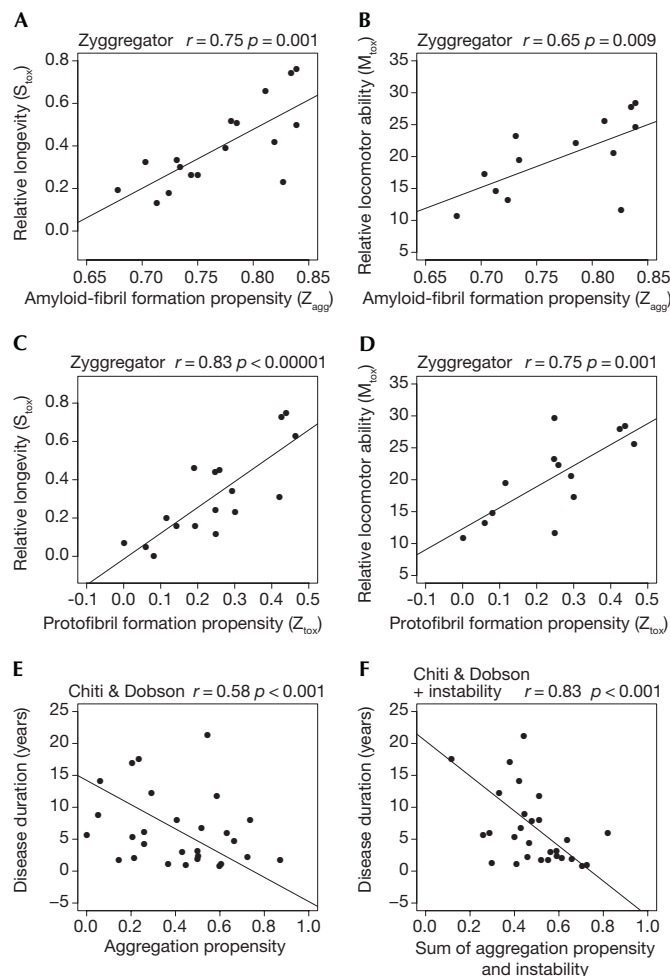 A
Zyggregator r = 0.75 p = 0.001
Relative longevity (S_tox)
0.8
0.6
0.4
0.2
0.0
0.65 0.70 0.75 0.80 0.85
Amyloid-fibril formation propensity (Z_agg)
B
Zyggregator r = 0.65 p = 0.009
Relative locomotor ability (M_tox)
35
30
25
20
15
10
5
0.65 0.70 0.75 0.80 0.85
Amyloid-fibril formation propensity (Z_agg)
C
Zyggregator r = 0.83 p < 0.00001
Relative longevity (S_tox)
0.8
0.6
0.4
0.2
0.0
-0.1 0.0 0.1 0.2 0.3 0.4 0.5
Protofibril formation propensity (Z_tox)
D
Zyggregator r = 0.75 p = 0.001
Relative locomotor ability (M_tox)
35
30
25
20
15
10
5
-0.1 0.0 0.1 0.2 0.3 0.4 0.5
Protofibril formation propensity (Z_tox)
E
Chiti & Dobson r = 0.58 p < 0.001
Disease duration (years)
25
20
15
10
5
0
-5
0.0 0.2 0.4 0.6 0.8 1.0
Aggregation propensity
F
Chiti & Dobson
+ instability r = 0.83 p < 0.001
Disease duration (years)
25
20
15
10
5
0
-5
0.0 0.2 0.4 0.6 0.8 1.0
Sum of aggregation propensity
and instability